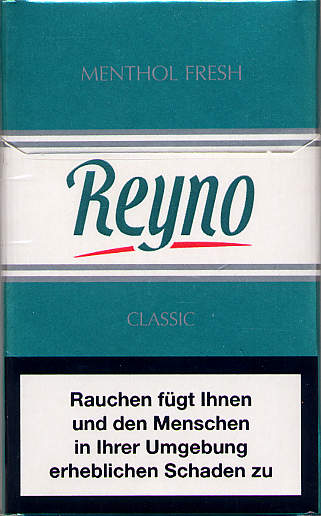 MENTHOL FRESH
Reyno
CLASSIC
Rauchen fügt Ihnen
und den Menschen
in Ihrer Umgebung
erheblichen Schaden zu